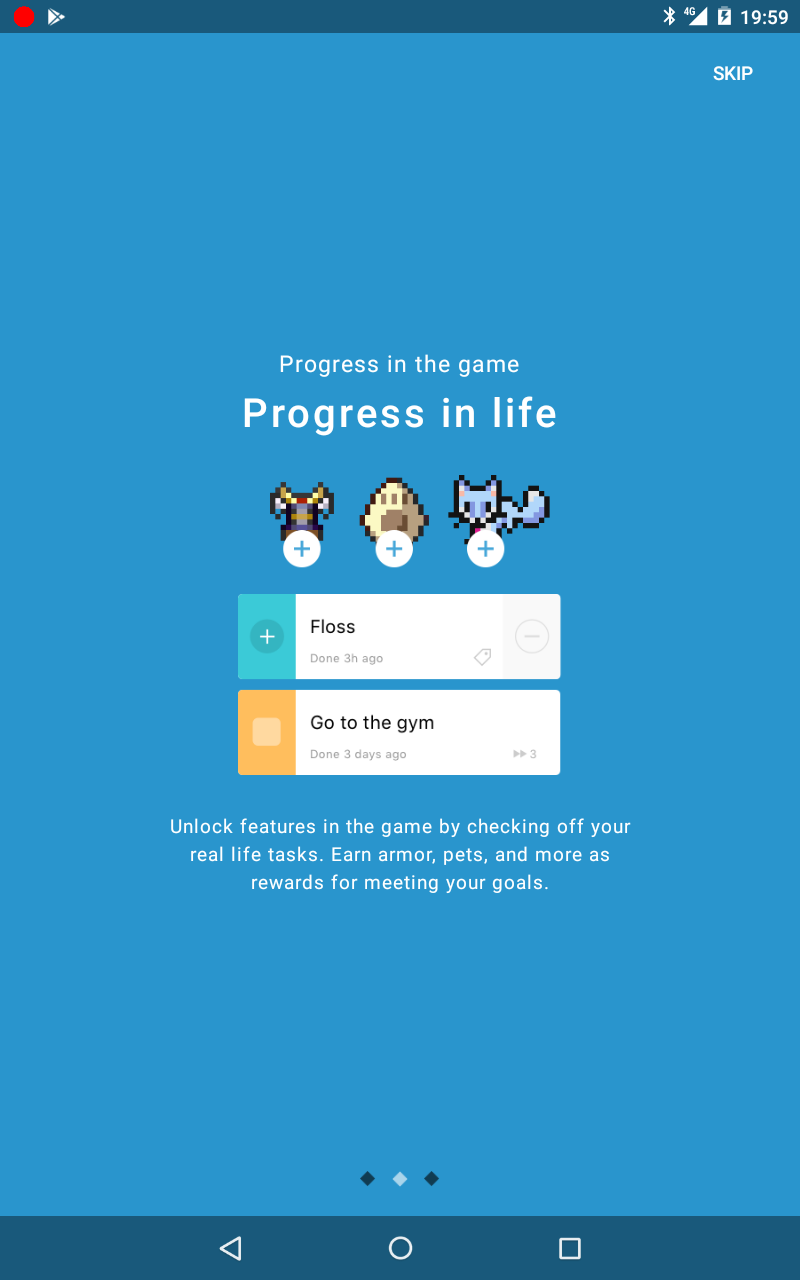 4G 19:59
SKIP
Progress in the game
Progress in life
Floss
Done 3h ago
Go to the gym
Done 3 days ago
3
Unlock features in the game by checking off your
real life tasks. Earn armor, pets, and more as
rewards for meeting your goals.